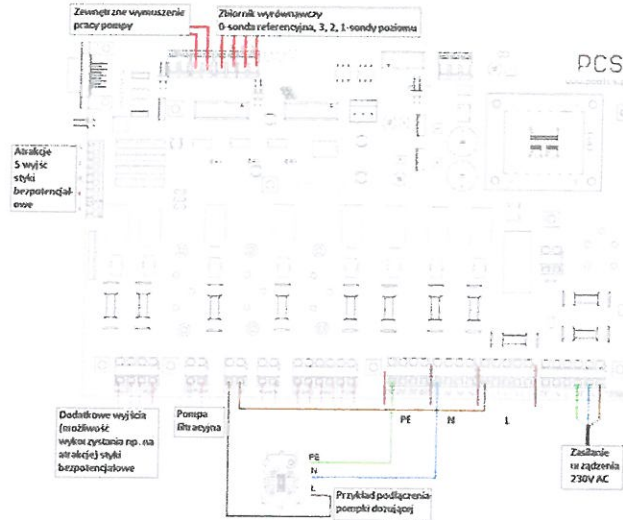 Zewnętrzne wymuszenie
pracy pompy
Zbiornik wyrównawczy
0-sonda referencyjna, 3, 2, 1-sondy poziomu
PCS
Atrakcje
5 wyjść
styki
bezpotencjał-
owe
Dodatkowe wyjścia
(możliwość
wykorzystania np. na
atrakcje) styki
bezpotencjałowe
Pompa
filtracyjna
PE
N
L
PE
N
L
Przykład podłączenia
pompki dozującej
Zasilanie
urządzenia
230V AC